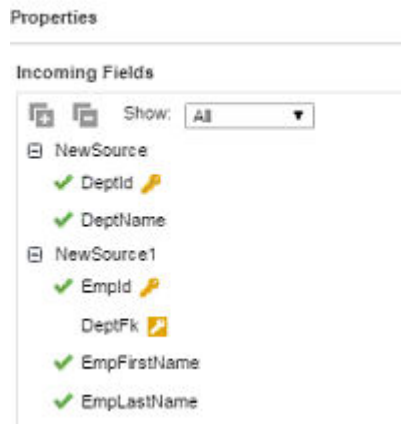 Properties
Incoming Fields
Show: All
NewSource
DeptId
DeptName
NewSource1
EmpId
DeptFk
EmpFirstName
EmpLastName